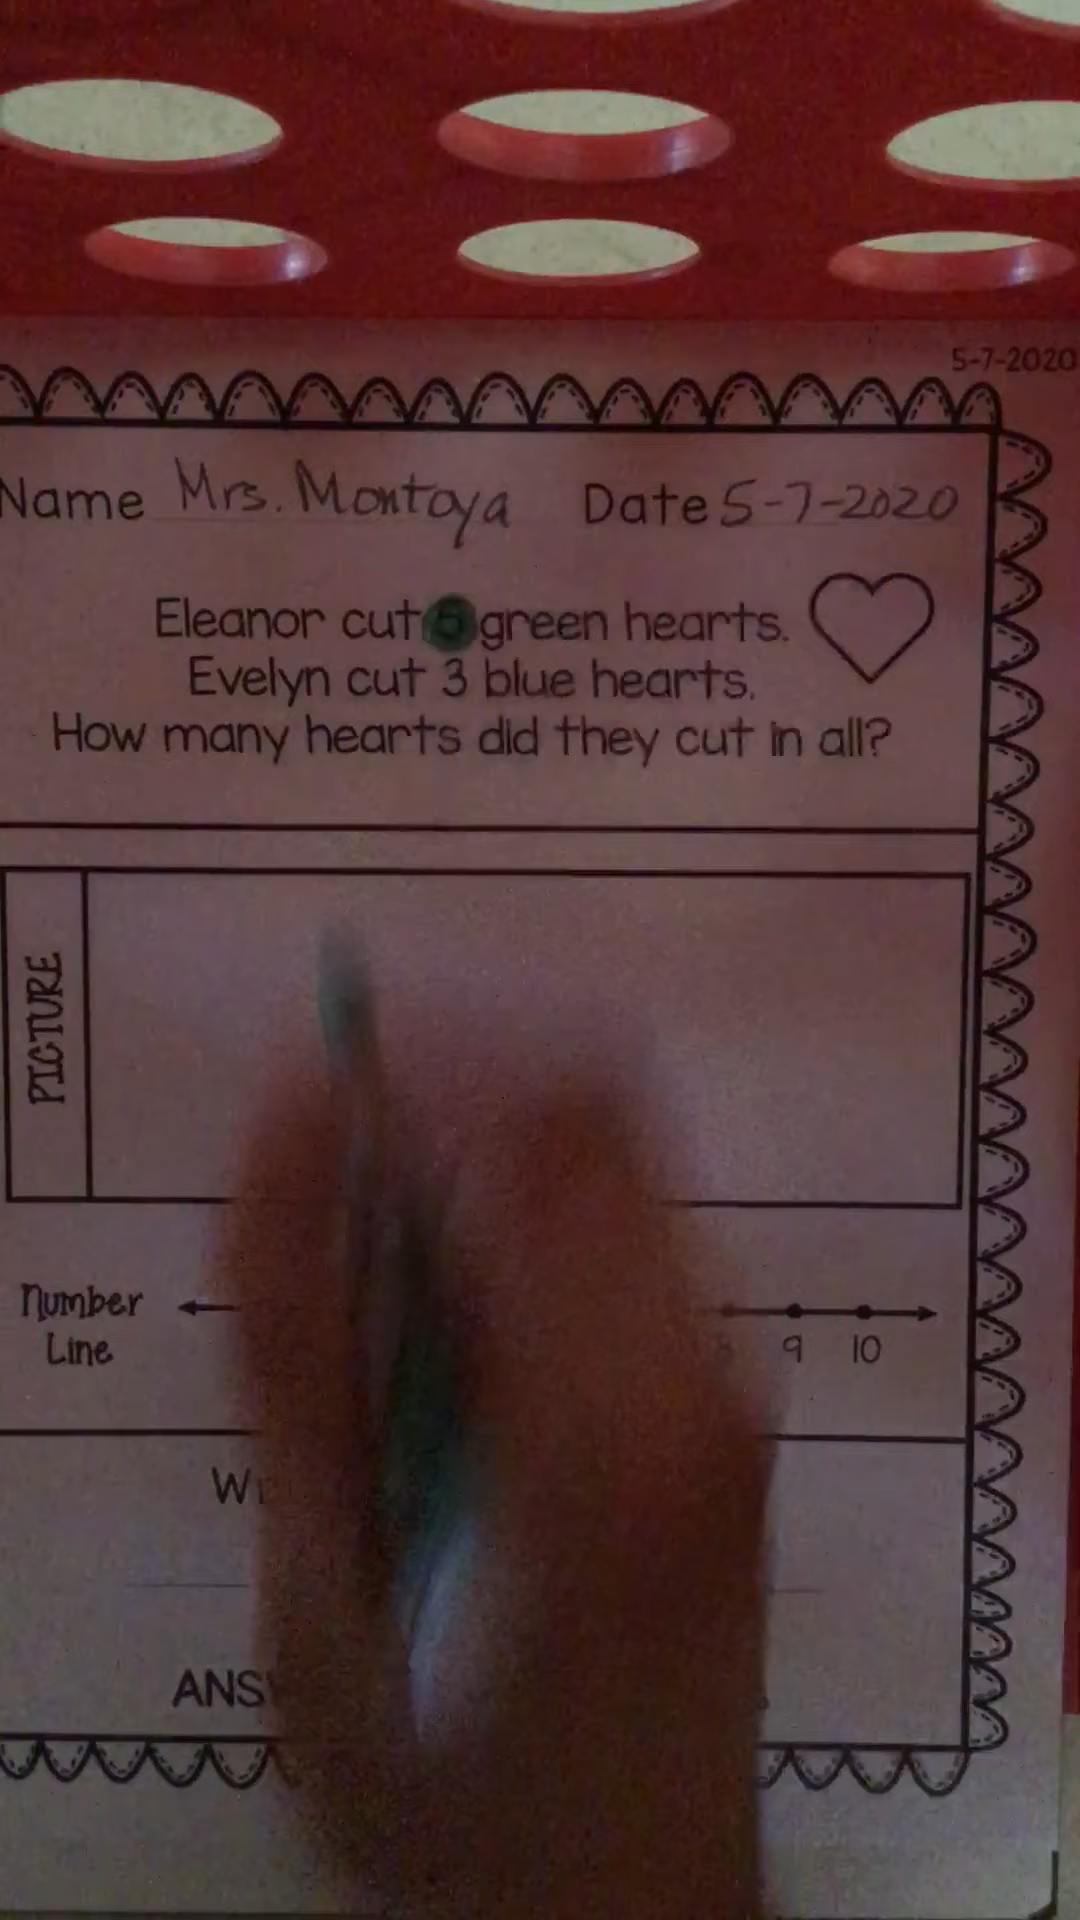 5-7-2020
Name Mrs. Montoya Date 5-7-2020
Eleanor cut 5 green hearts.
Evelyn cut 3 blue hearts.
How many hearts did they cut in all?
PICTURE
Number
Line
9 10